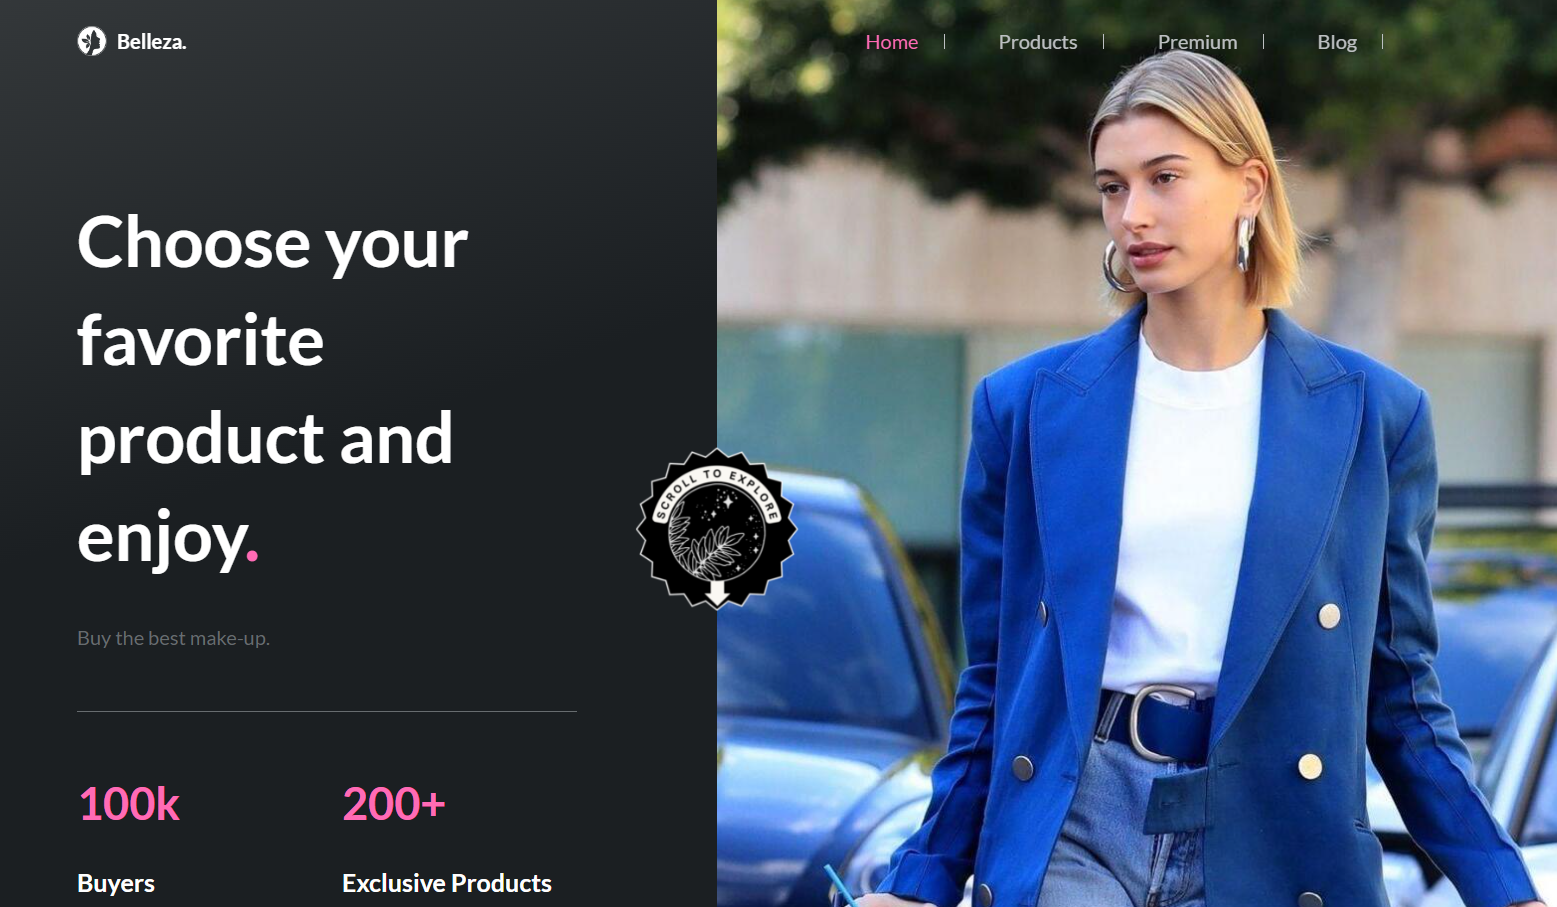 Belleza.
Home
Products
Premium
Blog
Choose your
favorite
product and
enjoy.
SCROLL TO EXPLORE
Buy the best make-up.
100k
200+
Buyers
Exclusive Products